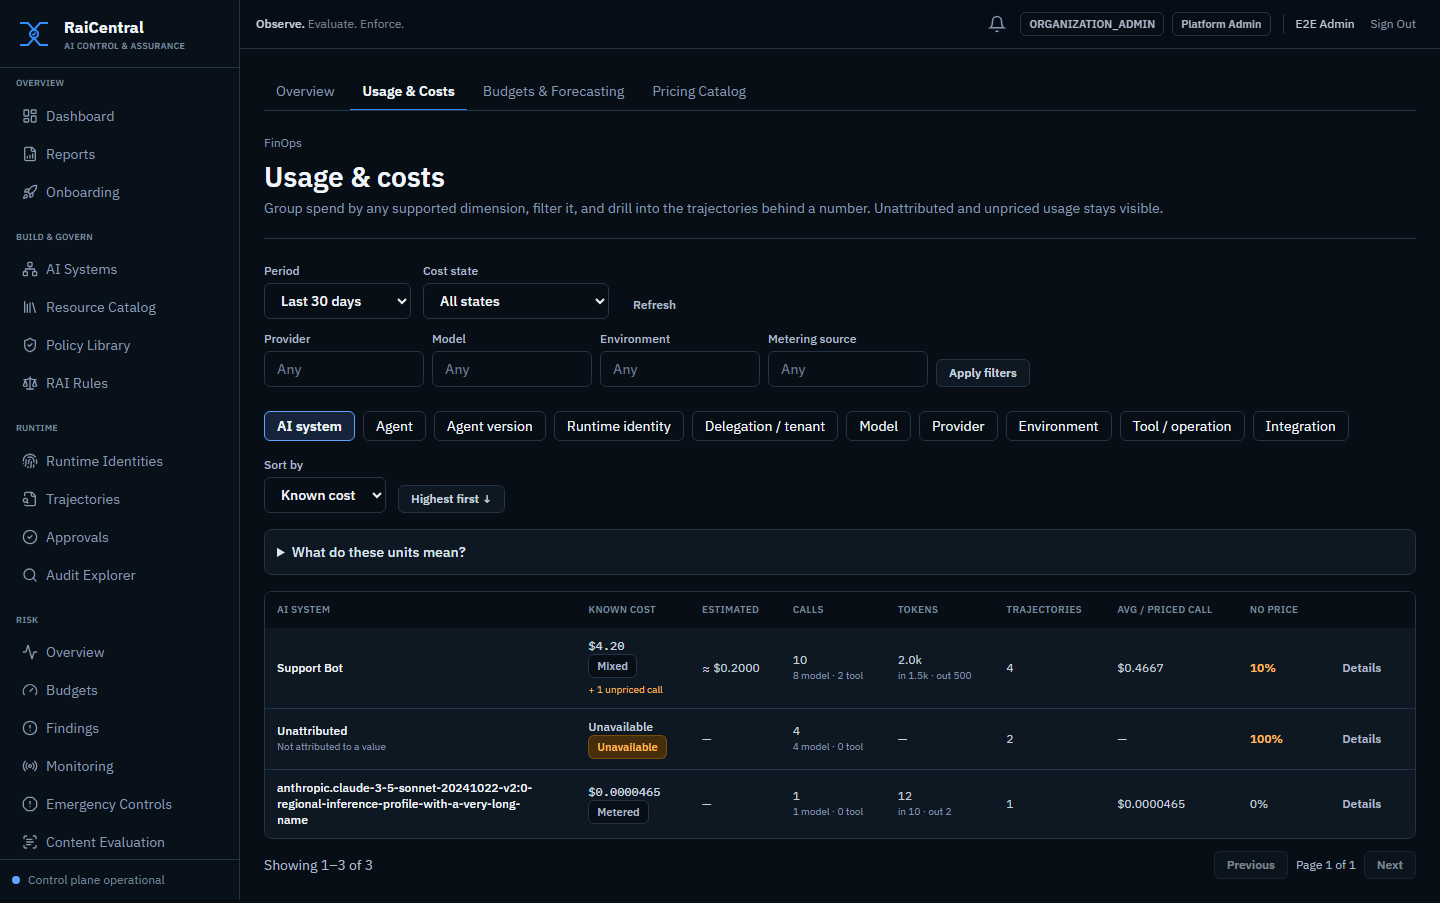 RaiCentral
AI CONTROL & ASSURANCE
OVERVIEW
Dashboard
Reports
Onboarding
BUILD & GOVERN
AI Systems
Resource Catalog
Policy Library
RAI Rules
RUNTIME
Runtime Identities
Trajectories
Approvals
Audit Explorer
RISK
Overview
Budgets
Findings
Monitoring
Emergency Controls
Content Evaluation
Control plane operational
Observe. Evaluate. Enforce.
ORGANIZATION_ADMIN Platform Admin E2E Admin Sign Out
Overview Usage & Costs Budgets & Forecasting Pricing Catalog
FinOps
Usage & costs
Group spend by any supported dimension, filter it, and drill into the trajectories behind a number. Unattributed and unpriced usage stays visible.
Period Cost state
Last 30 days All states Refresh
Provider Model Environment Metering source
Any Any Any Any Apply filters
AI system Agent Agent version Runtime identity Delegation / tenant Model Provider Environment Tool / operation Integration
Sort by
Known cost Highest first ↓
▶ What do these units mean?
AI SYSTEM KNOWN COST ESTIMATED CALLS TOKENS TRAJECTORIES AVG / PRICED CALL NO PRICE
Support Bot
$4.20
Mixed
+ 1 unpriced call
≈ $0.2000
10
8 model · 2 tool
2.0k
in 1.5k · out 500
4
$0.4667
10%
Details
Unattributed
Not attributed to a value
Unavailable
Unavailable
—
4
4 model · 0 tool
—
2
—
100%
Details
anthropic.claude-3-5-sonnet-20241022-v2:0-
regional-inference-profile-with-a-very-long-
name
$0.0000465
Metered
—
1
1 model · 0 tool
12
in 10 · out 2
1
$0.0000465
0%
Details
Showing 1–3 of 3
Previous Page 1 of 1 Next